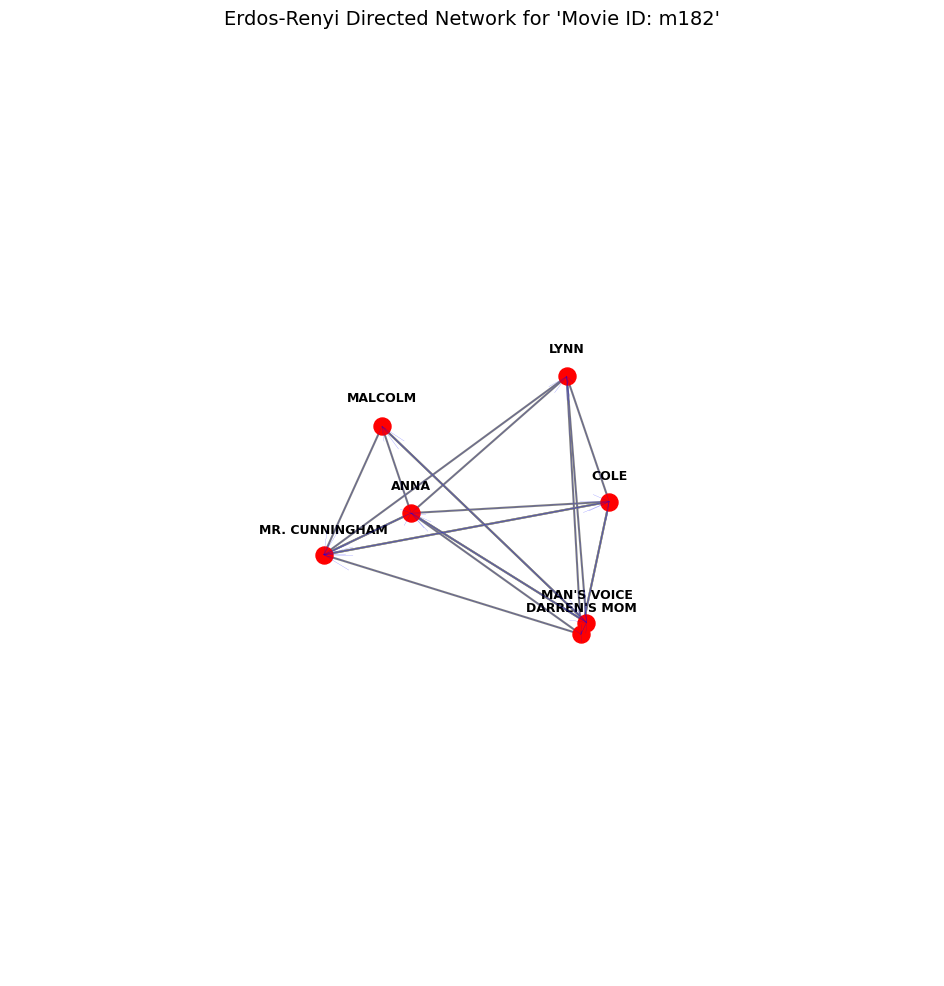 Erdos-Renyi Directed Network for 'Movie ID: m182'
LYNN
MALCOLM
COLE
ANNA
MR. CUNNINGHAM
MAN'S VOICE
DARREN'S MOM